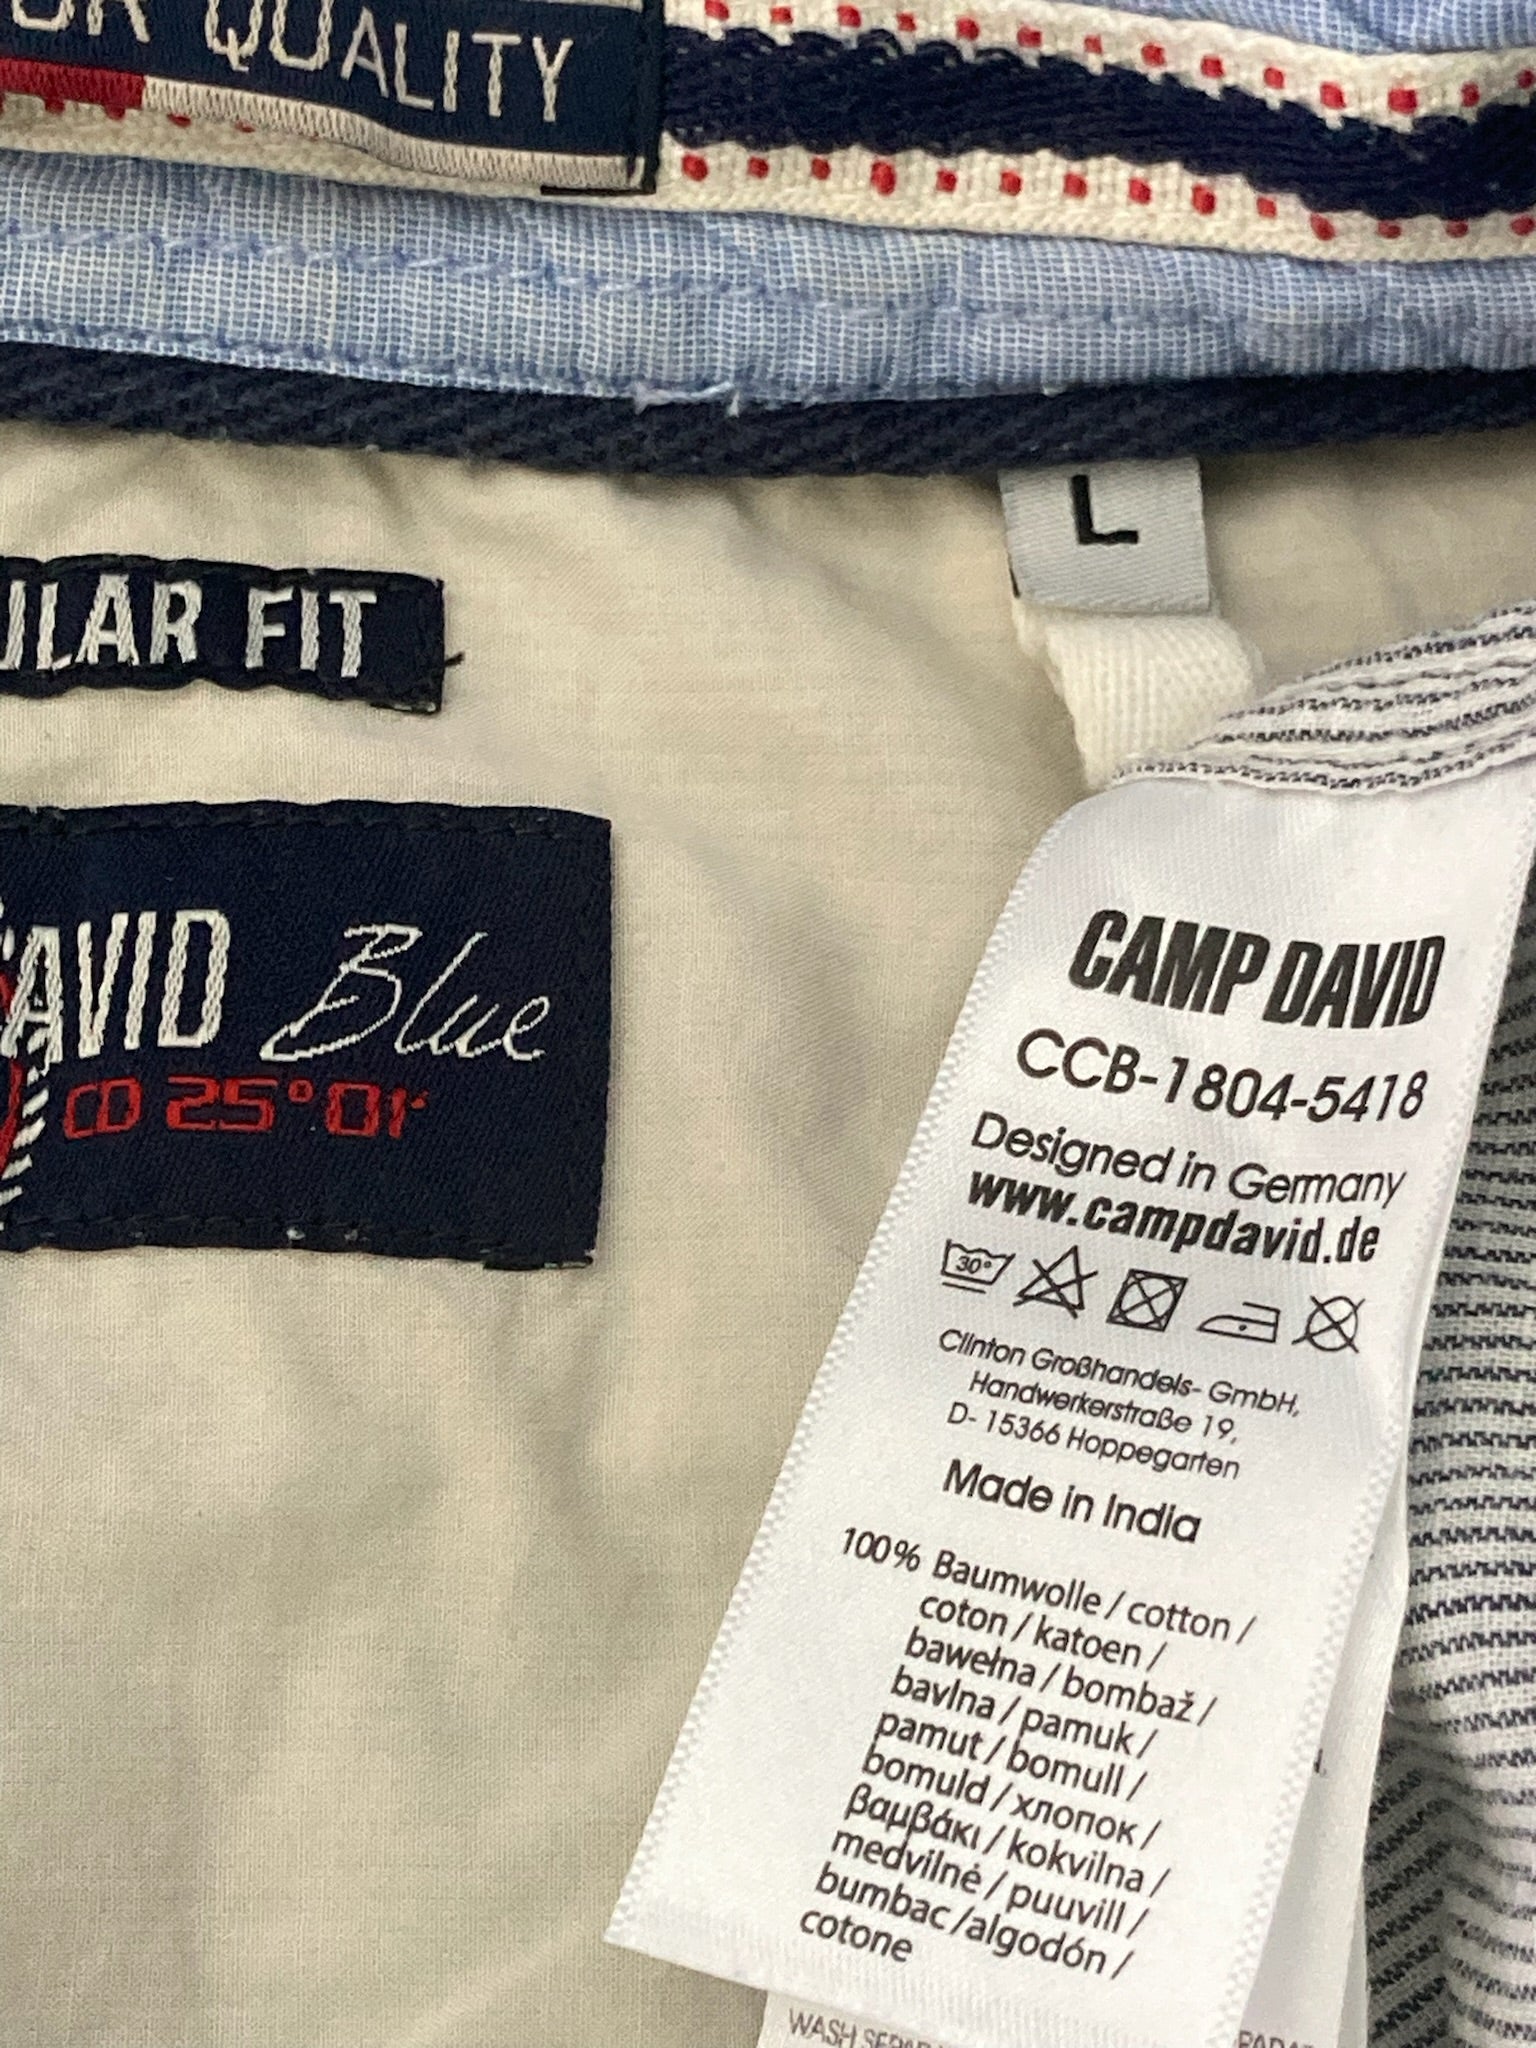 QUALITY
L
FIT
Blue
CD 25°01'
CAMP DAVID
CCB-1804-5418
Designed in Germany
www.campdavid.de
30°
Clinton Großhandels- GmbH,
Handwerkerstraße 19,
D- 15366 Hoppegarten
Made in India
100% Baumwolle / cotton /
coton / katoen /
bawełna / bombaž /
bavlna / pamuk /
pamut / bomull /
bomuld / хлопок /
βαμβάκι / kokvilna /
medvilnė / puuvill /
bumbac /algodón /
cotone
WASH